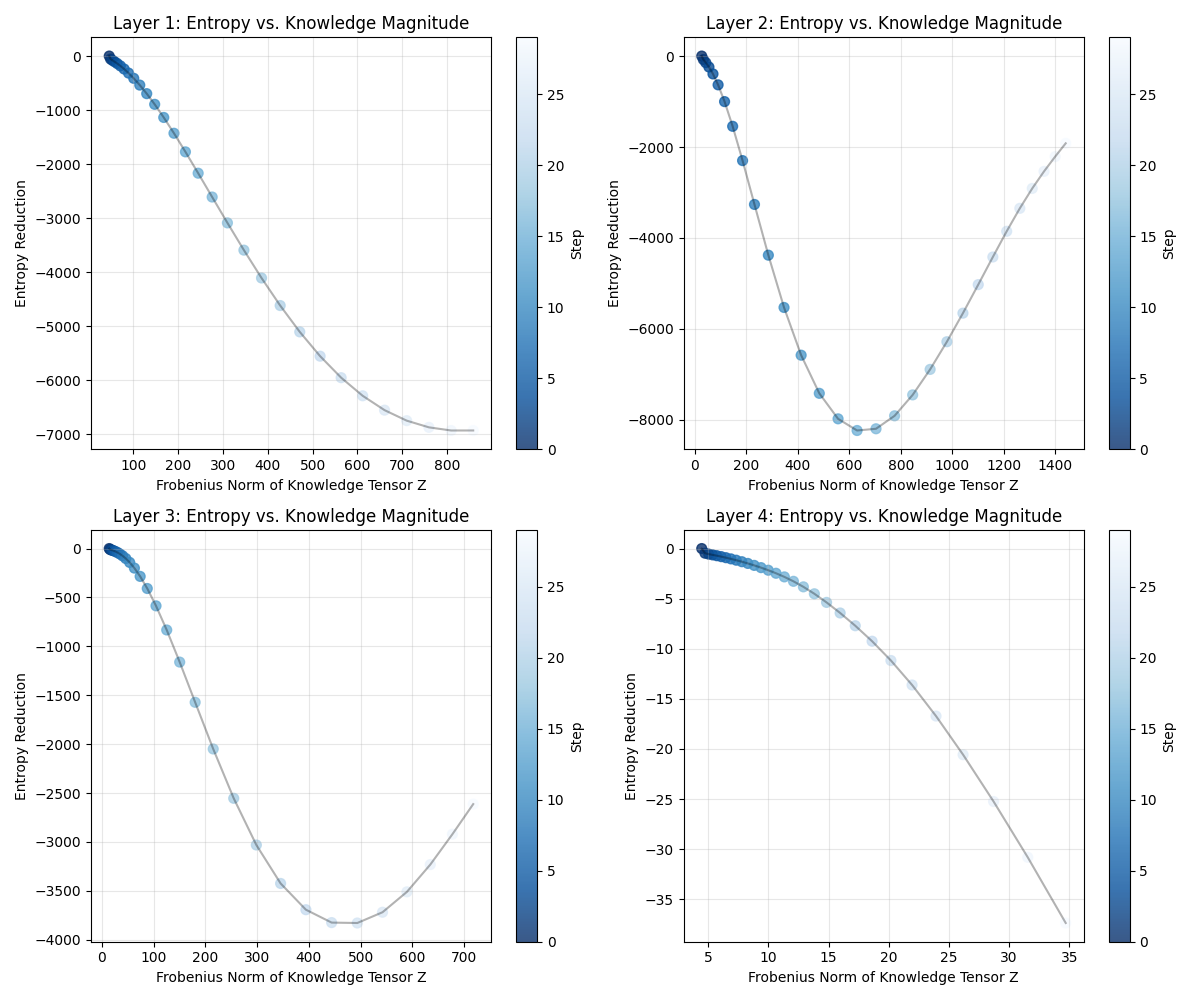 Layer 1: Entropy vs. Knowledge Magnitude
Entropy Reduction
0
−1000
−2000
−3000
−4000
−5000
−6000
−7000
100 200 300 400 500 600 700 800
Frobenius Norm of Knowledge Tensor Z
25
20
15
10
5
0
Step
Layer 2: Entropy vs. Knowledge Magnitude
Entropy Reduction
0
−2000
−4000
−6000
−8000
0 200 400 600 800 1000 1200 1400
Frobenius Norm of Knowledge Tensor Z
25
20
15
10
5
0
Step
Layer 3: Entropy vs. Knowledge Magnitude
Entropy Reduction
0
−500
−1000
−1500
−2000
−2500
−3000
−3500
−4000
0 100 200 300 400 500 600 700
Frobenius Norm of Knowledge Tensor Z
25
20
15
10
5
0
Step
Layer 4: Entropy vs. Knowledge Magnitude
Entropy Reduction
0
−5
−10
−15
−20
−25
−30
−35
5 10 15 20 25 30 35
Frobenius Norm of Knowledge Tensor Z
25
20
15
10
5
0
Step